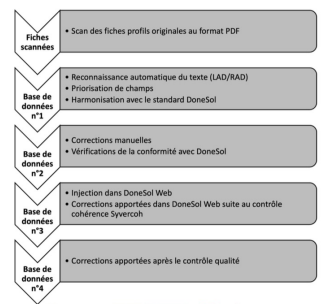 Fiches
scannées
• Scan des fiches profils originales au format PDF
Base de
données
n°1
• Reconnaissance automatique du texte (LAD/RAD)
• Priorisation de champs
• Harmonisation avec le standard DoneSol
Base de
données
n°2
• Corrections manuelles
• Vérifications de la conformité avec DoneSol
Base de
données
n°3
• Injection dans DoneSol Web
• Corrections apportées dans DoneSol Web suite au contrôle
cohérence Syvercoh
Base de
données
n°4
• Corrections apportées après le contrôle qualité